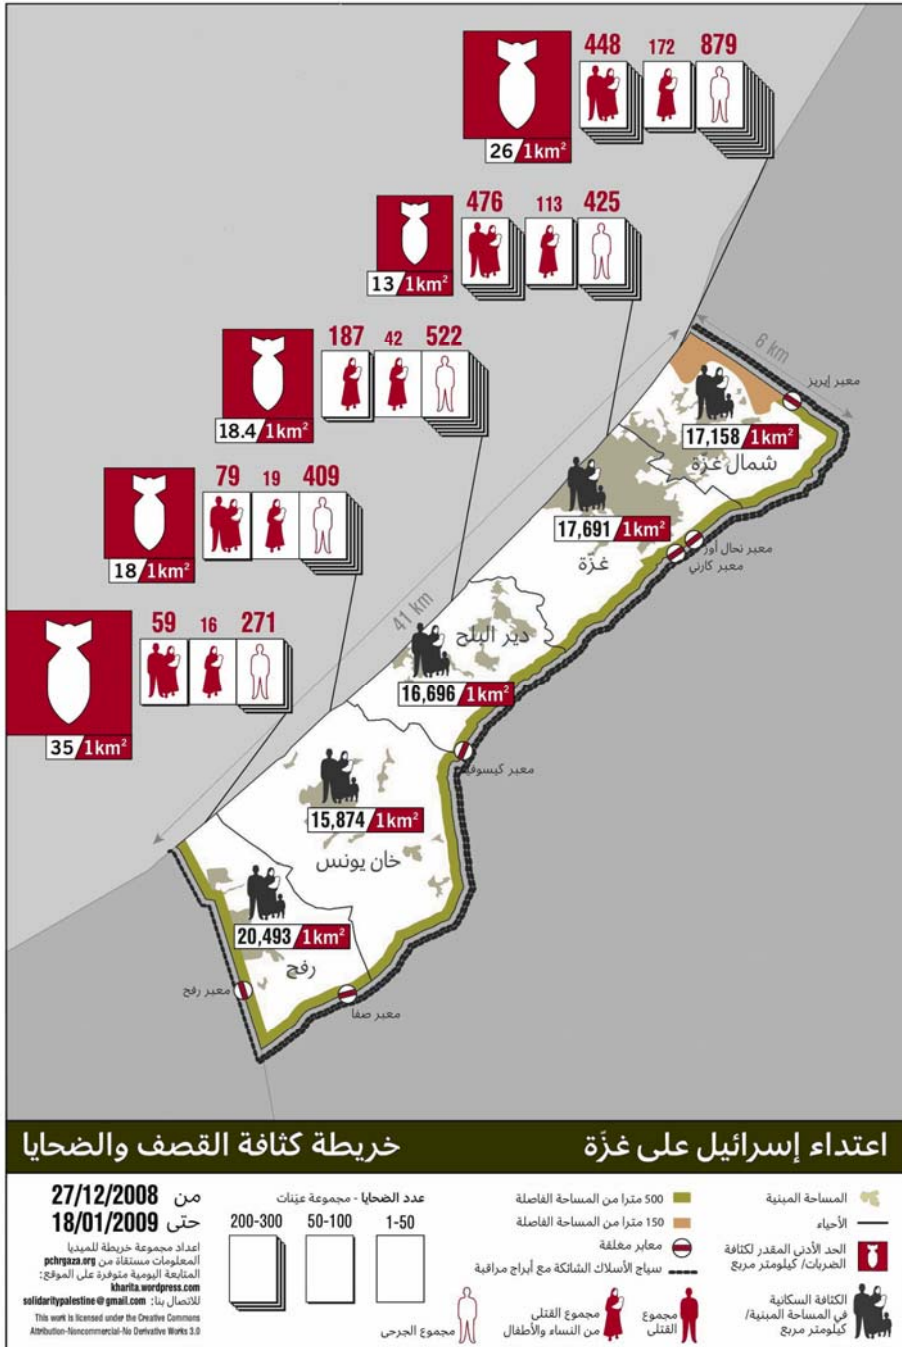 448 172 879
26 1km²
476 113 425
13 1km²
187 42 522
18.4 1km²
79 19 409
18 1km²
59 16 271
35 1km²
6 km
41 km
معبر إيريز
17,158 1km²
شمال غزة
17,691 1km²
غزة
معبر نحال أوز
معبر كارني
دير البلح
16,696 1km²
معبر كيسوفيم
15,874 1km²
خان يونس
20,493 1km²
رفح
معبر رفح
معبر صفا
اعتداء إسرائيل على غزّة
خريطة كثافة القصف والضحايا
المساحة المبنية
الأحياء
الحد الأدنى المقدر لكثافة
الضربات/ كيلومتر مربع
الكثافة السكانية
في المساحة المبنية/
كيلومتر مربع
500 مترا من المساحة الفاصلة
150 مترا من المساحة الفاصلة
معابر مغلقة
سياج الأسلاك الشائكة مع أبراج مراقبة
مجموع
القتلى
مجموع القتلى
من النساء والأطفال
مجموع الجرحى
عدد الضحايا - مجموعة عيّنات
200-300 50-100 1-50
من 27/12/2008
حتى 18/01/2009
اعداد مجموعة خريطة للميديا
المعلومات مستقاة من pchrgaza.org
المتابعة اليومية متوفرة على الموقع:
kharita.wordpress.com
للاتصال بنا: solidaritypalestine@gmail.com
This work is licensed under the Creative Commons
Attribution-Noncommercial-No Derivative Works 3.0